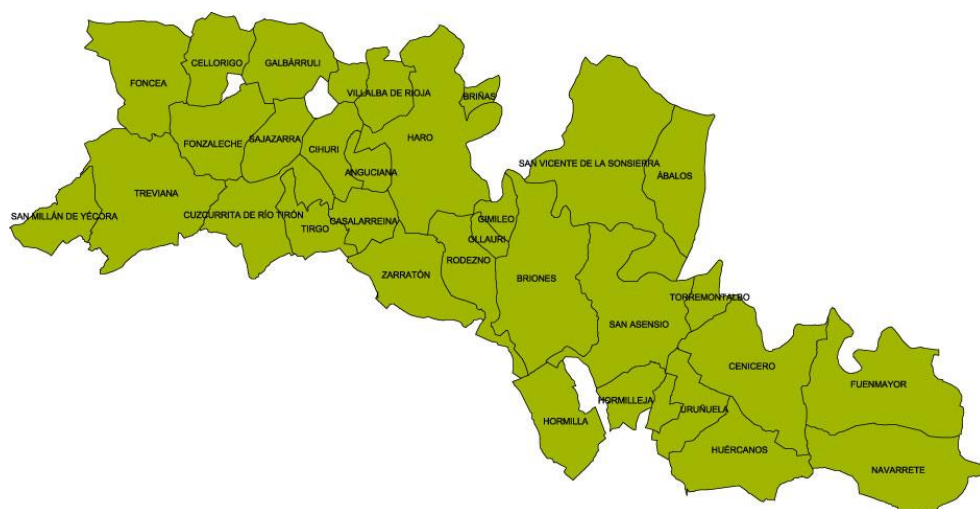 CELLORIGO
GALBÁRRULI
FONCEA
VILLALBA DE RIOJA
BRIÑAS
HARO
FONZALECHE
SAJAZARRA
CIHURI
SAN VICENTE DE LA SONSIERRA
ANGUCIANA
ÁBALOS
TREVIANA
SAN MILLÁN DE YÉCORA
CUZCURRITA DE RÍO TIRÓN
CASALARREINA
GIMILEO
TIRGO
OLLAURI
RODEZNO
ZARRATÓN
BRIONES
TORREMONTALBO
SAN ASENSIO
CENICERO
FUENMAYOR
HORMILLEJA
URUÑUELA
HORMILLA
HUÉRCANOS
NAVARRETE